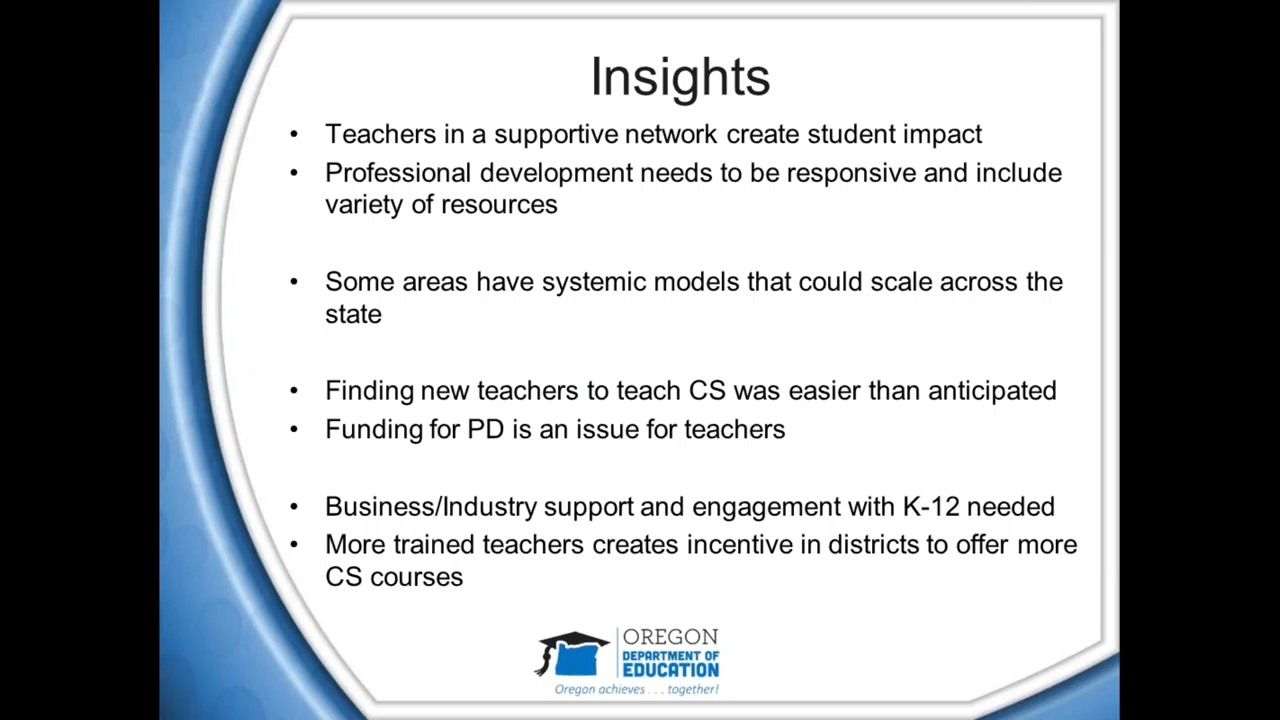 Insights
• Teachers in a supportive network create student impact
• Professional development needs to be responsive and include
variety of resources
• Some areas have systemic models that could scale across the
state
• Finding new teachers to teach CS was easier than anticipated
• Funding for PD is an issue for teachers
• Business/Industry support and engagement with K-12 needed
• More trained teachers creates incentive in districts to offer more
CS courses
OREGON
DEPARTMENT OF
EDUCATION
Oregon achieves . . . together!